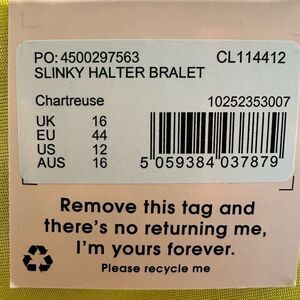 PO: 4500297563 CL114412
SLINKY HALTER BRALET
Chartreuse 10252353007
UK 16
EU 44
US 12
AUS 16
5 059384 037879
Remove this tag and
there's no returning me,
I'm yours forever.
Please recycle me